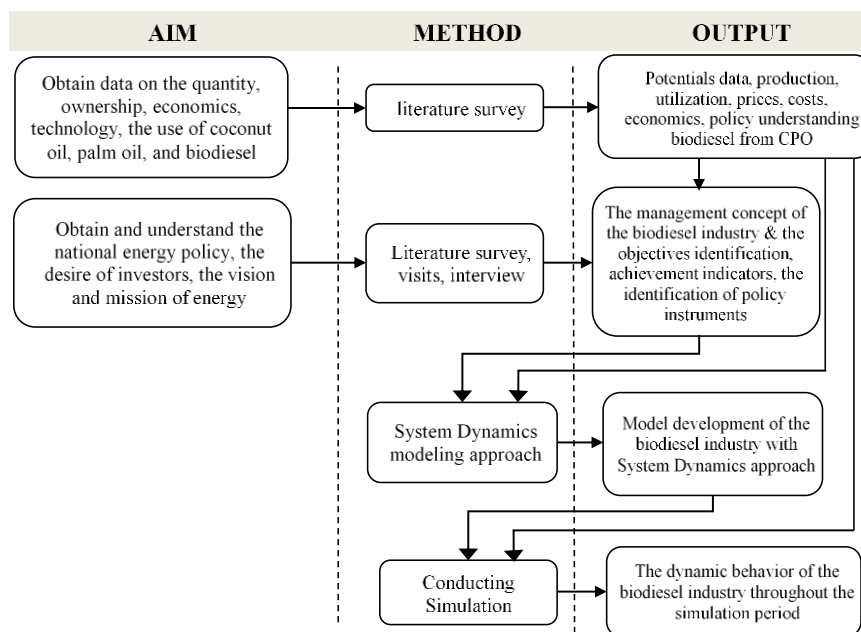 AIM
METHOD
OUTPUT
Obtain data on the quantity,
ownership, economics,
technology, the use of coconut
oil, palm oil, and biodiesel
literature survey
Potentials data, production,
utilization, prices, costs,
economics, policy understanding
biodiesel from CPO
Obtain and understand the
national energy policy, the
desire of investors, the vision
and mission of energy
Literature survey,
visits, interview
The management concept of
the biodiesel industry & the
objectives identification,
achievement indicators, the
identification of policy
instruments
System Dynamics
modeling approach
Model development of the
biodiesel industry with
System Dynamics approach
Conducting
Simulation
The dynamic behavior of the
biodiesel industry throughout the
simulation period